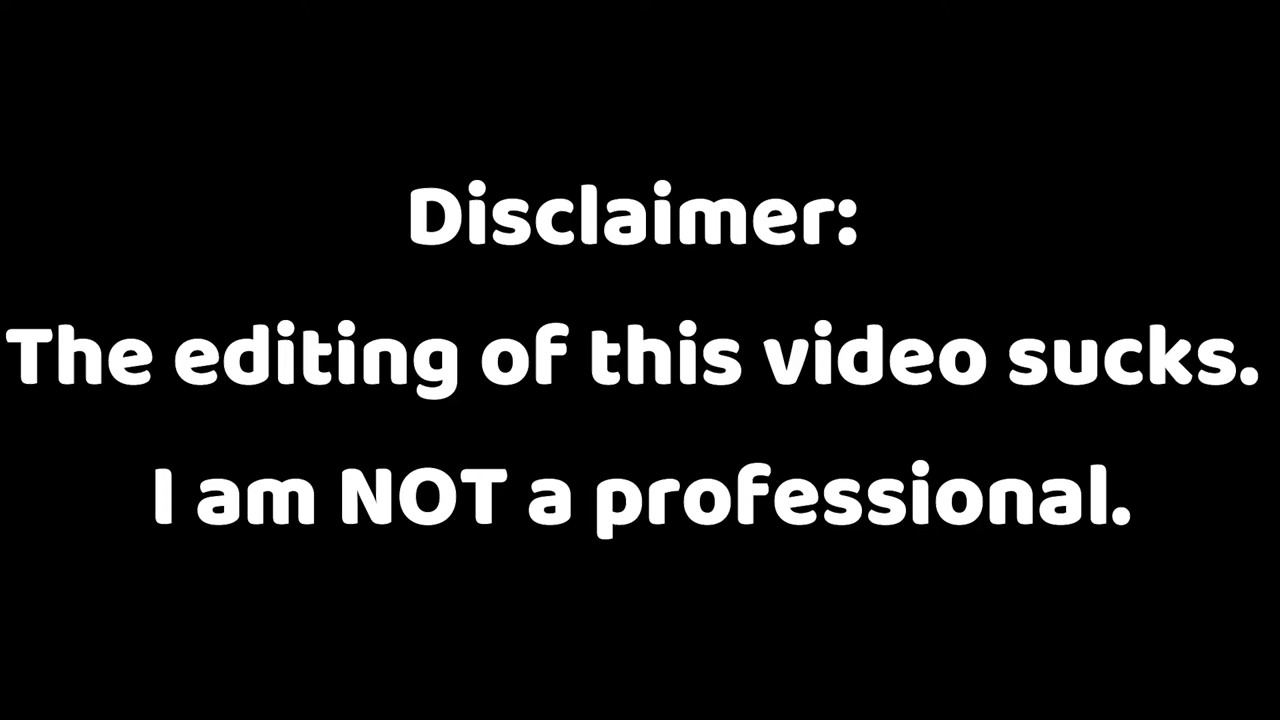 Disclaimer:
The editing of this video sucks.
I am NOT a professional.